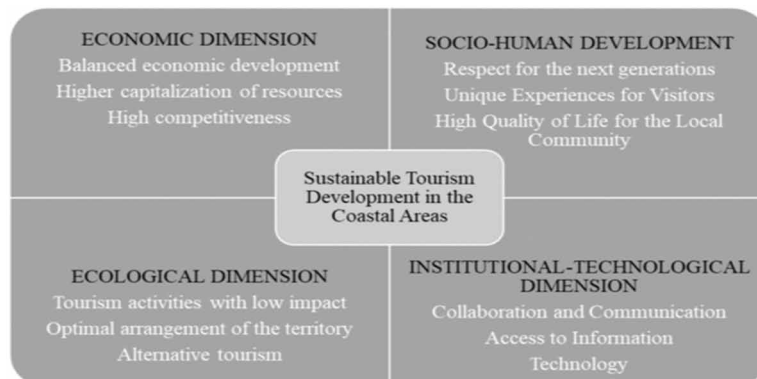 ECONOMIC DIMENSION
Balanced economic development
Higher capitalization of resources
High competitiveness
SOCIO-HUMAN DEVELOPMENT
Respect for the next generations
Unique Experiences for Visitors
High Quality of Life for the Local
Community
Sustainable Tourism
Development in the
Coastal Areas
ECOLOGICAL DIMENSION
Tourism activities with low impact
Optimal arrangement of the territory
Alternative tourism
INSTITUTIONAL-TECHNOLOGICAL
DIMENSION
Collaboration and Communication
Access to Information
Technology